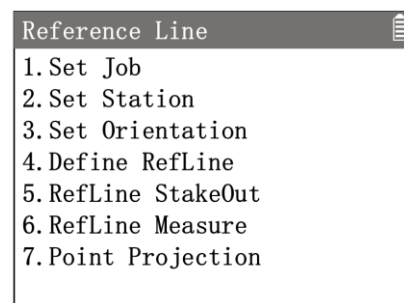 Reference Line
1.Set Job
2.Set Station
3.Set Orientation
4.Define RefLine
5.RefLine StakeOut
6.RefLine Measure
7.Point Projection